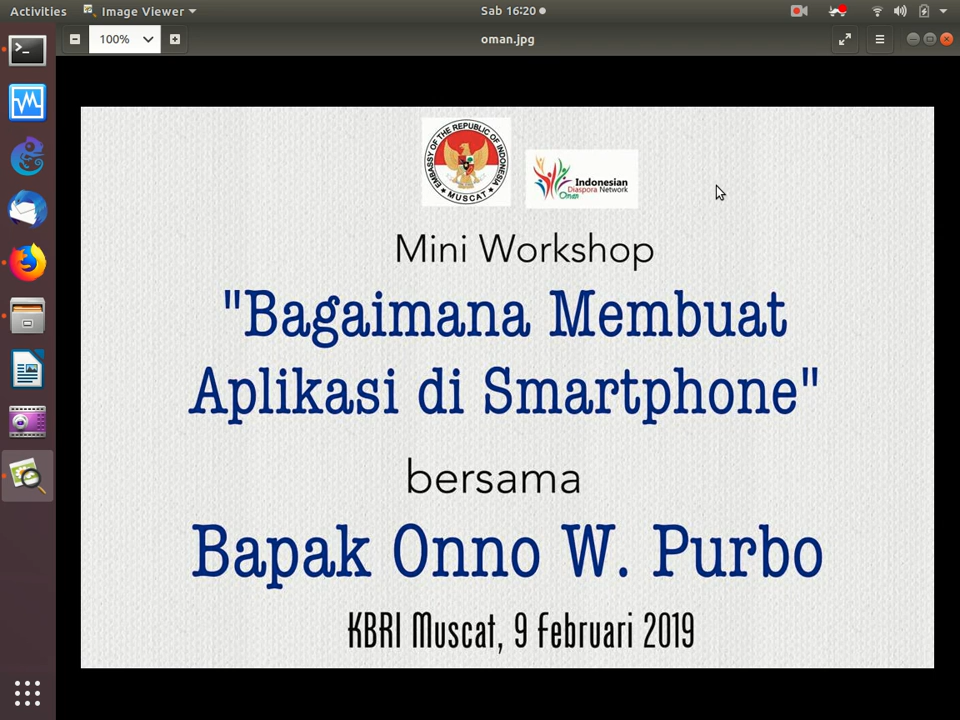 Activities
Image Viewer
Sab 16:20
100%
oman.jpg
EMBASSY OF THE REPUBLIC OF INDONESIA
MUSCAT
Indonesian
Diaspora Network
Oman
Mini Workshop
"Bagaimana Membuat
Aplikasi di Smartphone"
bersama
Bapak Onno W. Purbo
KBRI Muscat, 9 Februari 2019